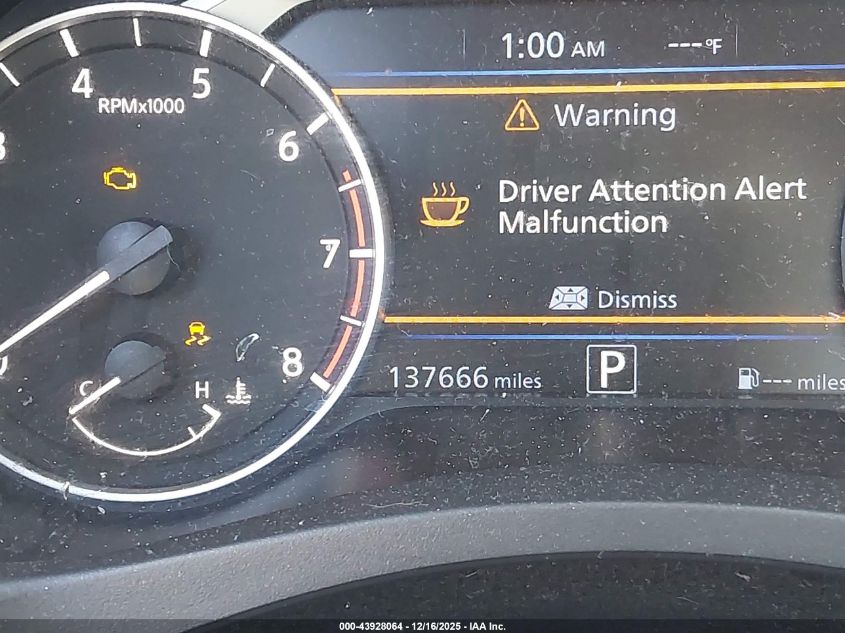 1:00 AM
---°F
4
5
RPMx1000
6
7
8
Warning
Driver Attention Alert
Malfunction
Dismiss
C
H
137666 miles
P
--- miles
000-43928064 - 12/16/2025 - IAA Inc.